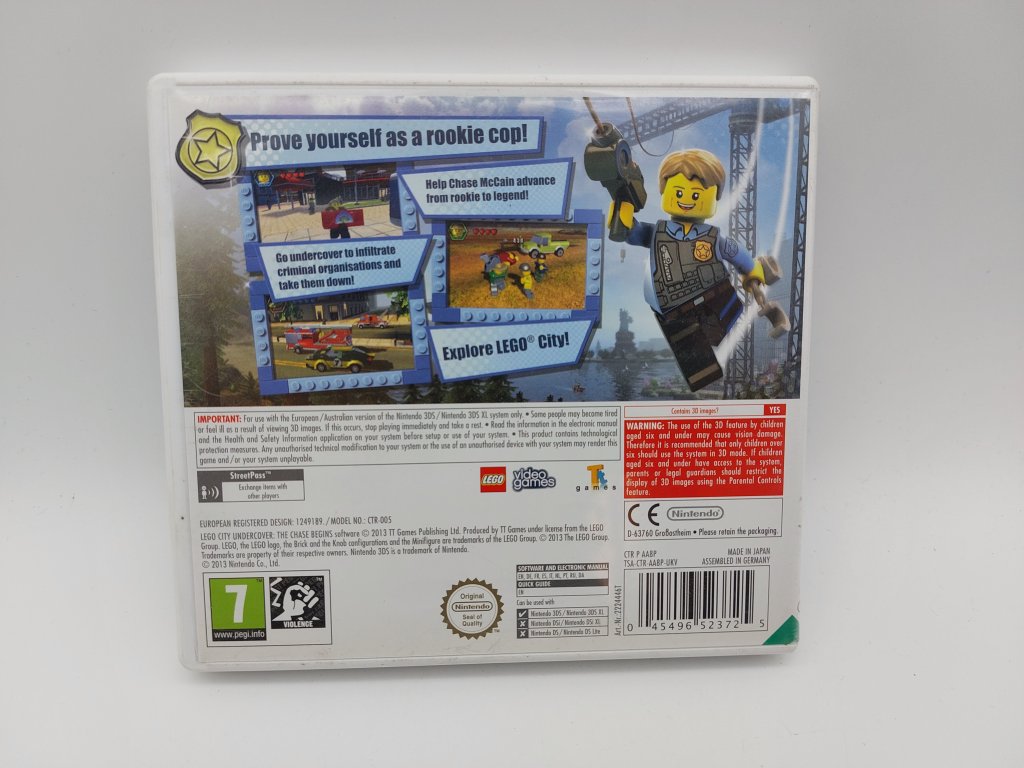 Prove yourself as a rookie cop!
Help Chase McCain advance
from rookie to legend!
Go undercover to infiltrate
criminal organisations and
take them down!
Explore LEGO® City!
IMPORTANT: For use with the European/Australian version of the Nintendo 3DS/Nintendo 3DS XL system only. • Some people may become tired
or feel ill as a result of viewing 3D images. If this occurs, stop playing immediately and take a rest. • Read the information in the electronic manual
and the Health and Safety Information application on your system before setup or use of your system. • This product contains technological
protection measures. Any unauthorised technical modification to your system or the use of an unauthorised device with your system may render this
game and/or your system unplayable.
Contains 3D images? YES
WARNING: The use of the 3D feature by children
aged six and under may cause vision damage.
Therefore it is recommended that only children over
six should use the system in 3D mode. If children
aged six and under have access to the system,
parents or legal guardians should restrict the
display of 3D images using the Parental Controls
feature.
StreetPass™
Exchange items with
other players
LEGO
video
games
Tt
games
CE Nintendo
D-63760 Großostheim • Please retain the packaging.
EUROPEAN REGISTERED DESIGN: 1249189./MODEL NO.: CTR-005
LEGO CITY UNDERCOVER: THE CHASE BEGINS software © 2013 TT Games Publishing Ltd. Produced by TT Games under license from the LEGO
Group. LEGO, the LEGO logo, the Brick and the Knob configurations and the Minifigure are trademarks of the LEGO Group. © 2013 The LEGO Group.
Trademarks are property of their respective owners. Nintendo 3DS is a trademark of Nintendo.
© 2013 Nintendo Co., Ltd.
CTR P AABP MADE IN JAPAN
TSA-CTR-AABP-UKV ASSEMBLED IN GERMANY
7
www.pegi.info
VIOLENCE
Original
Nintendo
Seal of
Quality
SOFTWARE AND ELECTRONIC MANUAL
EN, DE, FR, ES, IT, NL, PT, RU, DA
QUICK GUIDE
EN
Can be used with
Nintendo 3DS/Nintendo 3DS XL
Nintendo DSi/Nintendo DSi XL
Nintendo DS/Nintendo DS Lite
Art.-Nr.: 2224446T
0 45496 52372 5